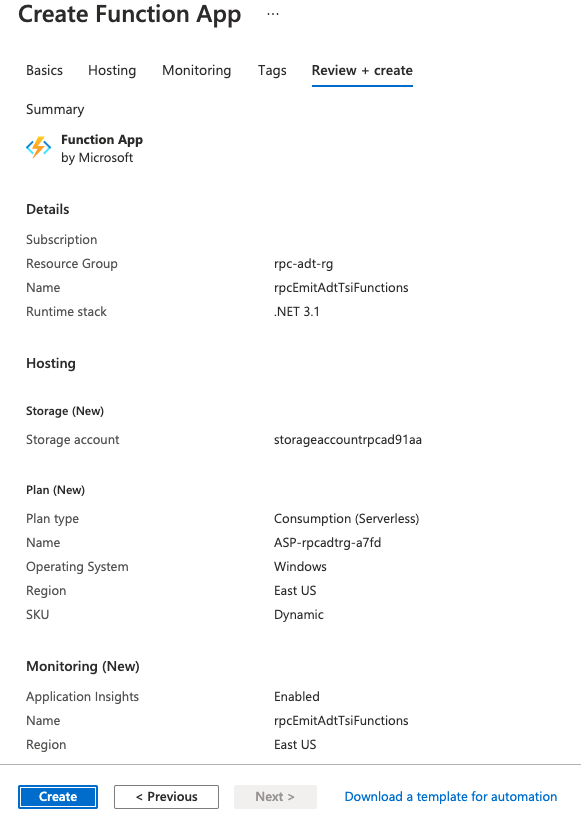 Create Function App ...
Basics Hosting Monitoring Tags Review + create
Summary
Function App
by Microsoft
Details
Subscription
Resource Group rpc-adt-rg
Name rpcEmitAdtTsiFunctions
Runtime stack .NET 3.1
Hosting
Storage (New)
Storage account storageaccountrpcad91aa
Plan (New)
Plan type Consumption (Serverless)
Name ASP-rpcadtrg-a7fd
Operating System Windows
Region East US
SKU Dynamic
Monitoring (New)
Application Insights Enabled
Name rpcEmitAdtTsiFunctions
Region East US
Create < Previous Next > Download a template for automation